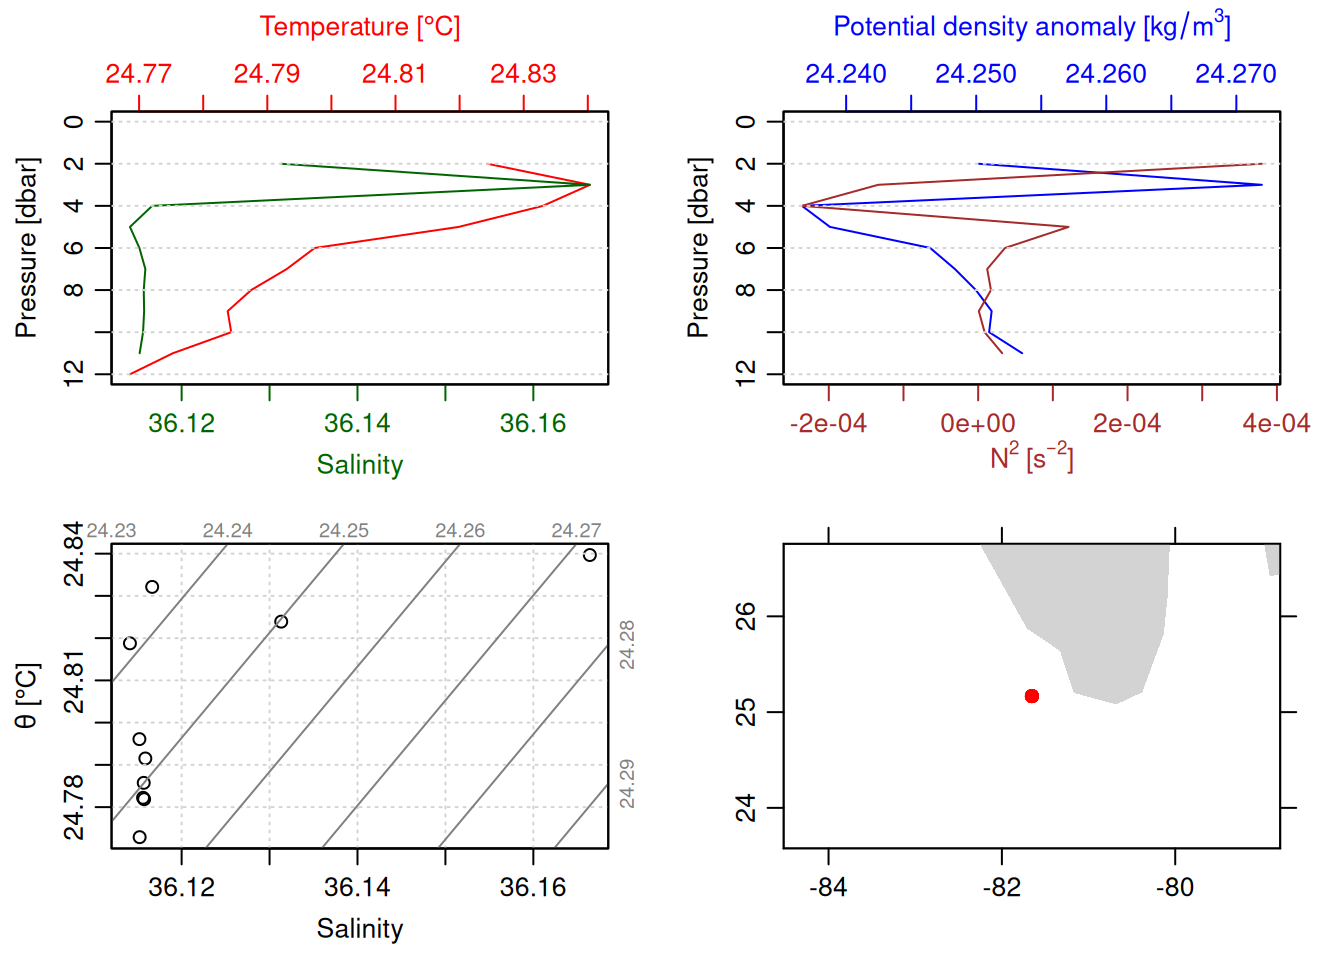 Temperature [°C]
24.77 24.79 24.81 24.83
Pressure [dbar]
0
2
4
6
8
12
36.12 36.14 36.16
Salinity
Potential density anomaly [kg/m³]
24.240 24.250 24.260 24.270
Pressure [dbar]
0
2
4
6
8
12
-2e-04 0e+00 2e-04 4e-04
N² [s⁻²]
24.23 24.24 24.25 24.26 24.27
24.28
24.29
θ [°C]
24.84
24.81
24.78
36.12 36.14 36.16
Salinity
26
25
24
-84 -82 -80